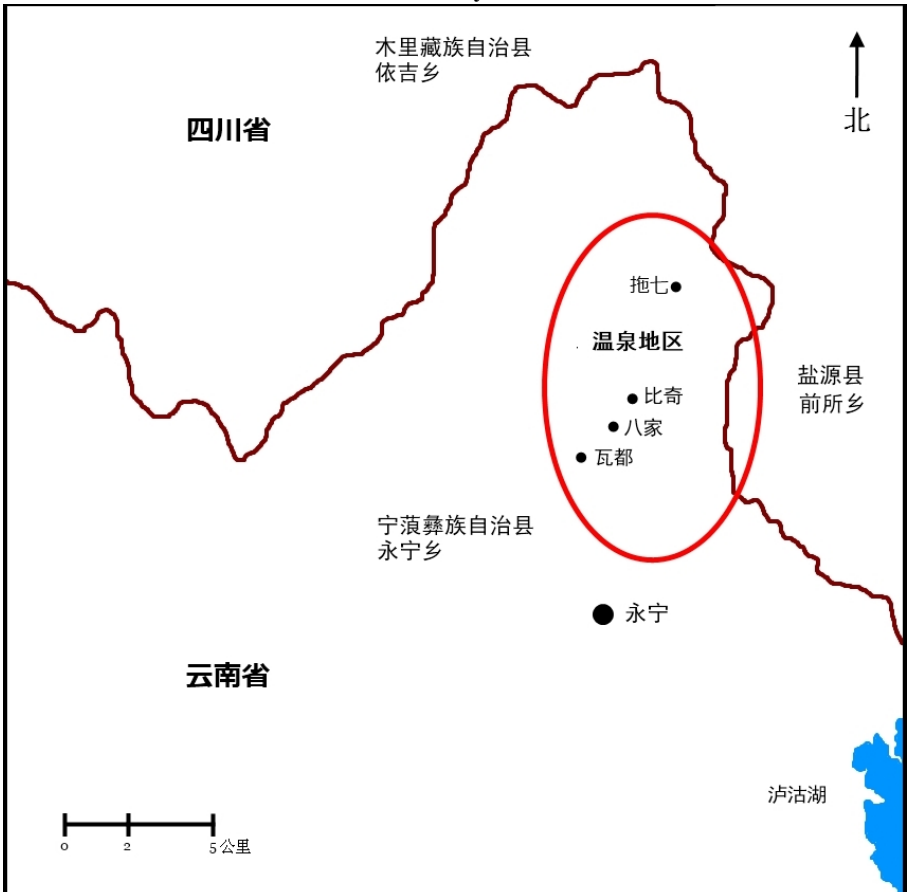 木里藏族自治县
依吉乡
四川省
北
拖七
温泉地区
比奇
八家
瓦都
盐源县
前所乡
宁蒗彝族自治县
永宁乡
永宁
云南省
泸沽湖
0 2 5 公里